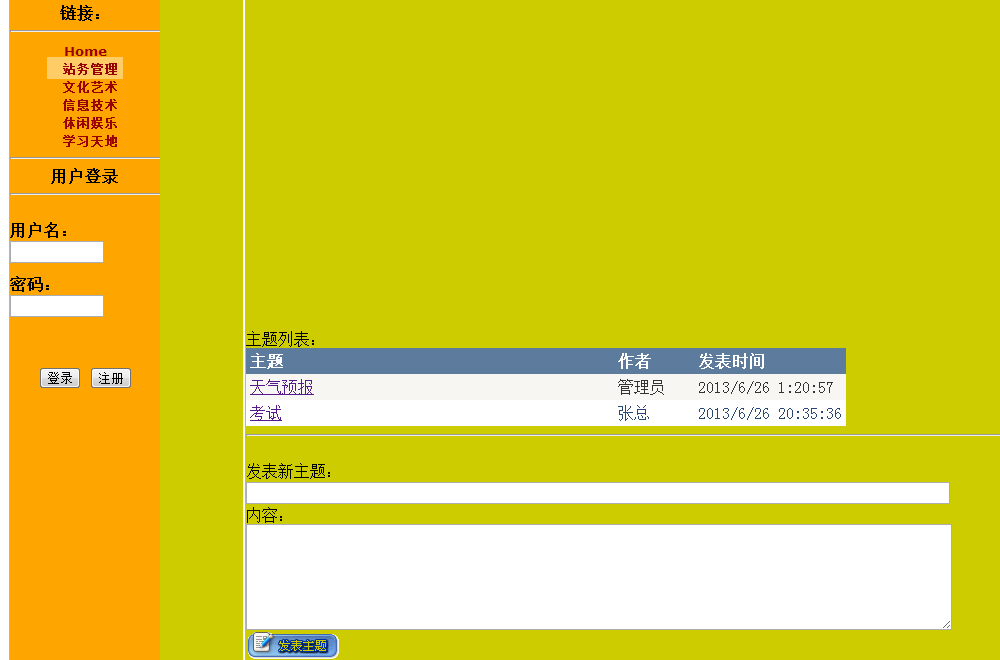 链接：
Home
站务管理
文化艺术
信息技术
休闲娱乐
学习天地
用户登录
用户名：
密码：
登录 注册
主题列表：
主题 作者 发表时间
天气预报 管理员 2013/6/26 1:20:57
考试 张总 2013/6/26 20:35:36
发表新主题：
内容：
发表主题